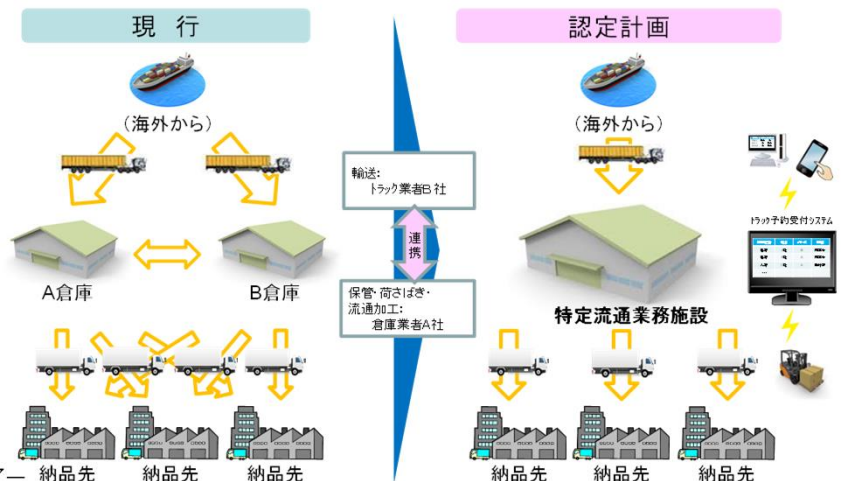 現 行
認定計画
(海外から)
(海外から)
輸送:
トラック業者B社
連携
保管・荷さばき・
流通加工:
倉庫業者A社
トラック予約受付システム
A倉庫
B倉庫
特定流通業務施設
納品先
納品先
納品先
納品先
納品先
納品先